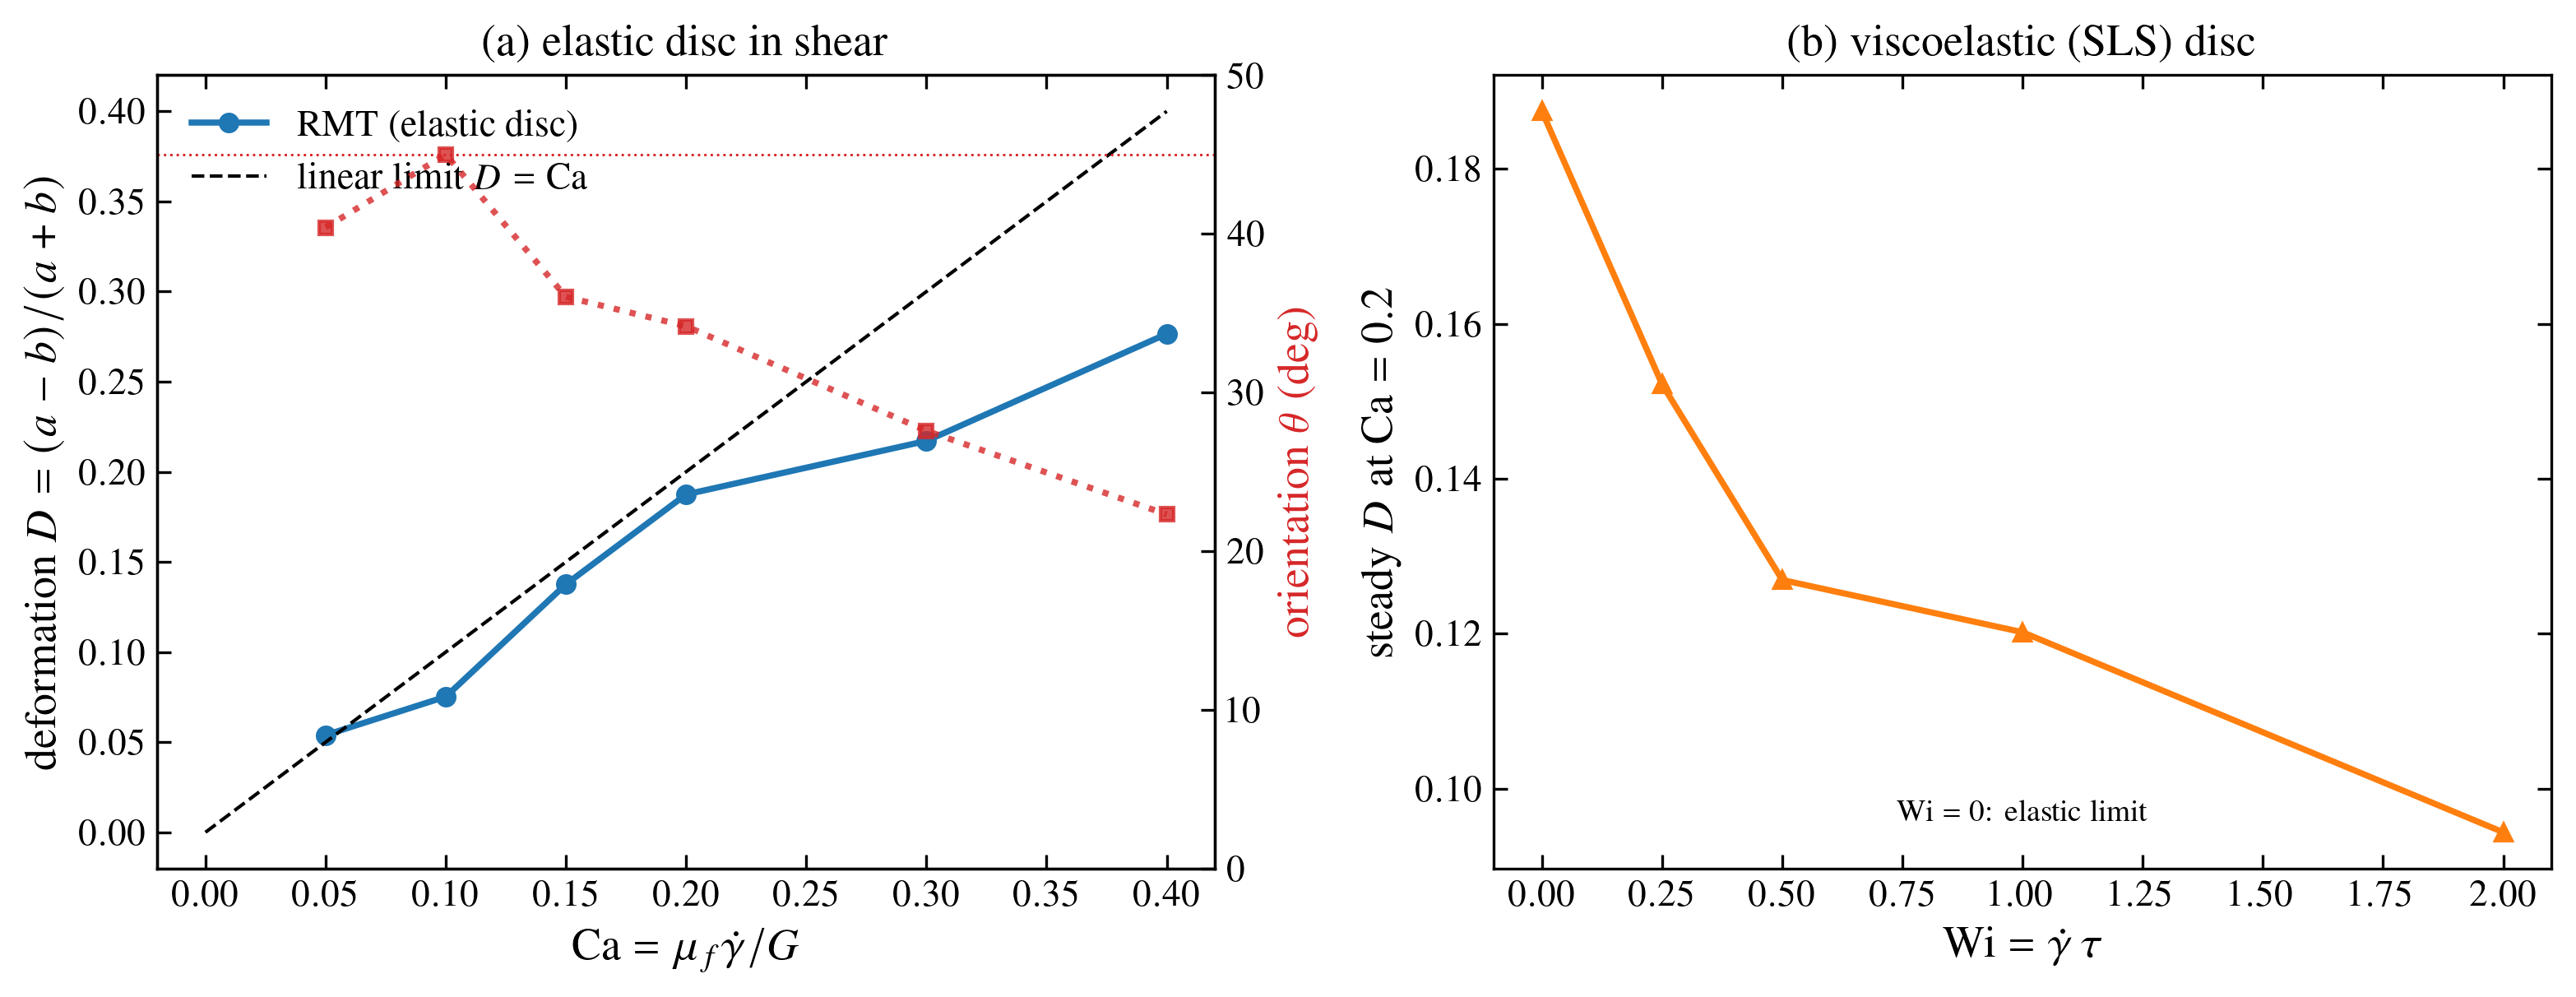 (a) elastic disc in shear
RMT (elastic disc)
linear limit D = Ca
deformation D = (a − b)/(a + b)
0.40
0.35
0.30
0.25
0.20
0.15
0.10
0.05
0.00
0.00 0.05 0.10 0.15 0.20 0.25 0.30 0.35 0.40
Ca = μ_f γ̇/G
50
40
30
20
10
0
orientation θ (deg)
(b) viscoelastic (SLS) disc
steady D at Ca = 0.2
0.18
0.16
0.14
0.12
0.10
Wi = 0: elastic limit
0.00 0.25 0.50 0.75 1.00 1.25 1.50 1.75 2.00
Wi = γ̇ τ